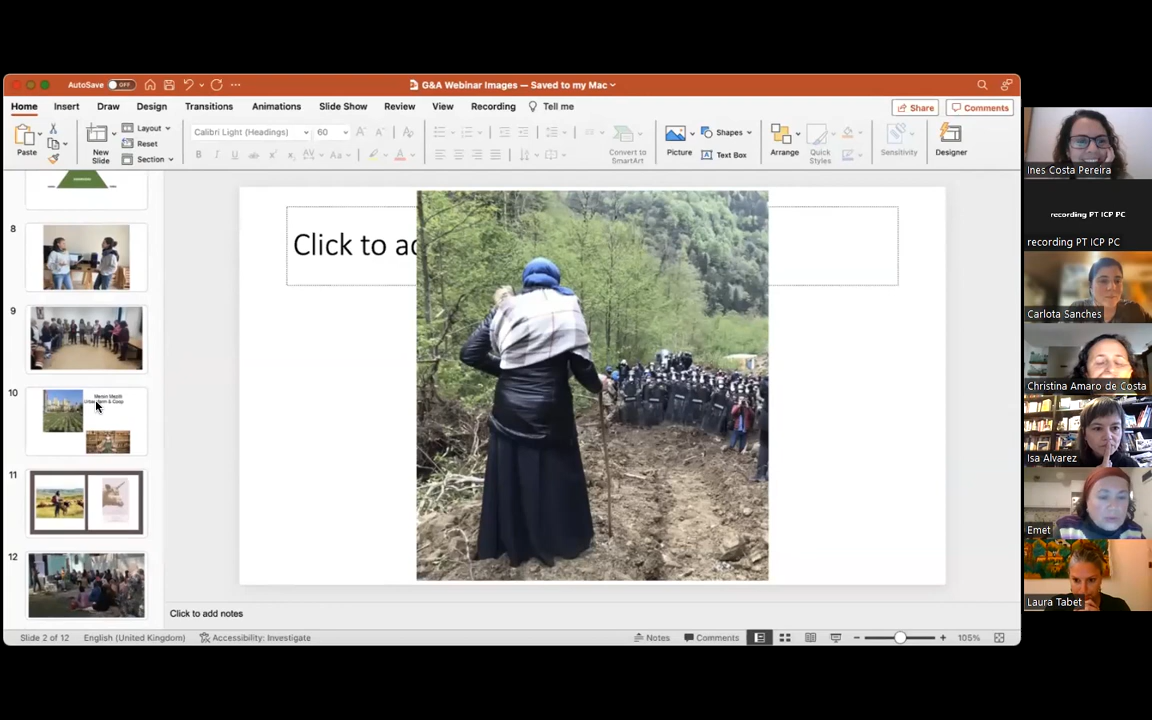 AutoSave OFF
G&A Webinar Images — Saved to my Mac
Home Insert Draw Design Transitions Animations Slide Show Review View Recording Tell me
Share Comments
Paste
New Slide
Layout
Reset
Section
Calibri Light (Headings) 60
Convert to SmartArt
Picture
Shapes
Text Box
Arrange
Quick Styles
Sensitivity
Designer
8
9
10
Urban farm & Coop
11
12
Click to ad
Click to add notes
Slide 2 of 12 English (United Kingdom) Accessibility: Investigate
Notes Comments 105%
Ines Costa Pereira
recording PT ICP PC
recording PT ICP PC
Carlota Sanches
Christina Amaro de Costa
Isa Alvarez
Emet
Laura Tabet